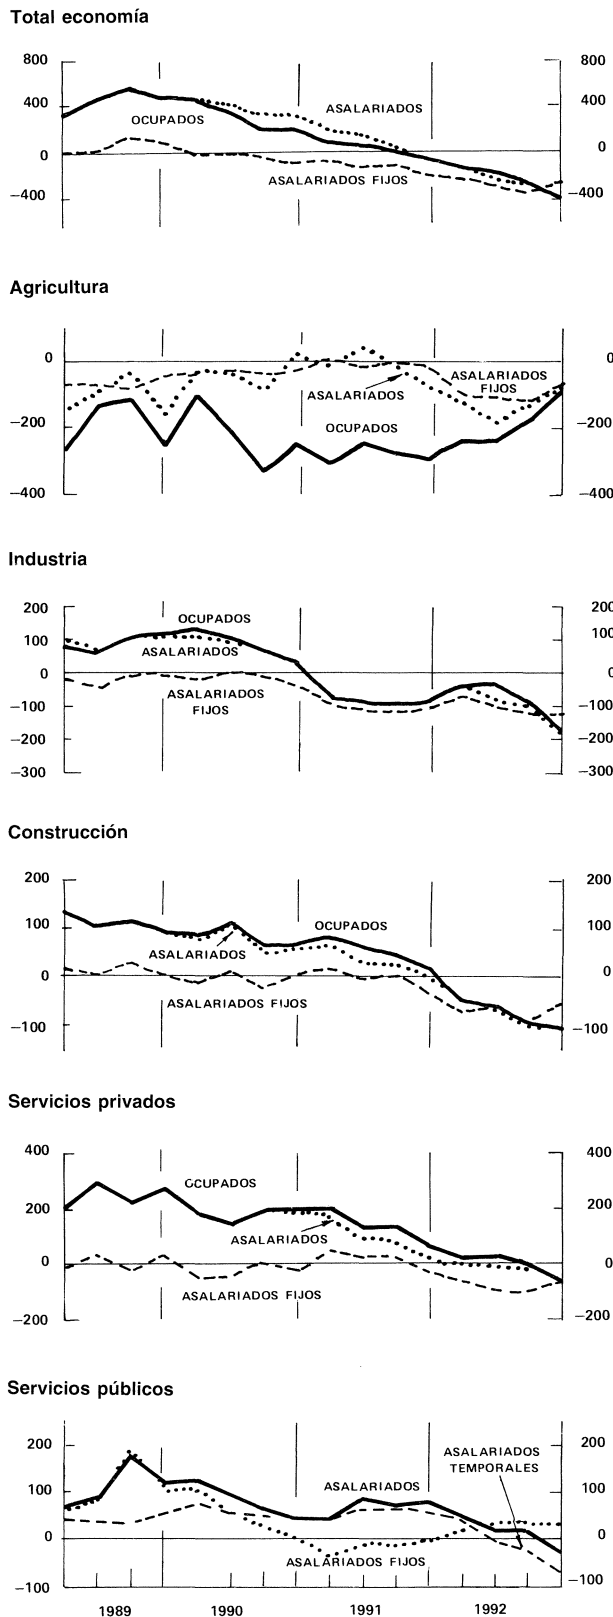 Total economía
800 800
400 400
OCUPADOS ASALARIADOS
0 0
ASALARIADOS FIJOS
−400 −400
Agricultura
0 0
ASALARIADOS FIJOS
ASALARIADOS
−200 −200
OCUPADOS
−400 −400
Industria
200 200
OCUPADOS
100 100
ASALARIADOS
0 0
ASALARIADOS FIJOS
−100 −100
−200 −200
−300 −300
Construcción
200 200
100 100
OCUPADOS
ASALARIADOS
0 0
ASALARIADOS FIJOS
−100 −100
Servicios privados
400 400
OCUPADOS
200 200
ASALARIADOS
0 0
ASALARIADOS FIJOS
−200 −200
Servicios públicos
200 200
ASALARIADOS TEMPORALES
ASALARIADOS
100 100
0 0
ASALARIADOS FIJOS
−100 −100
1989 1990 1991 1992